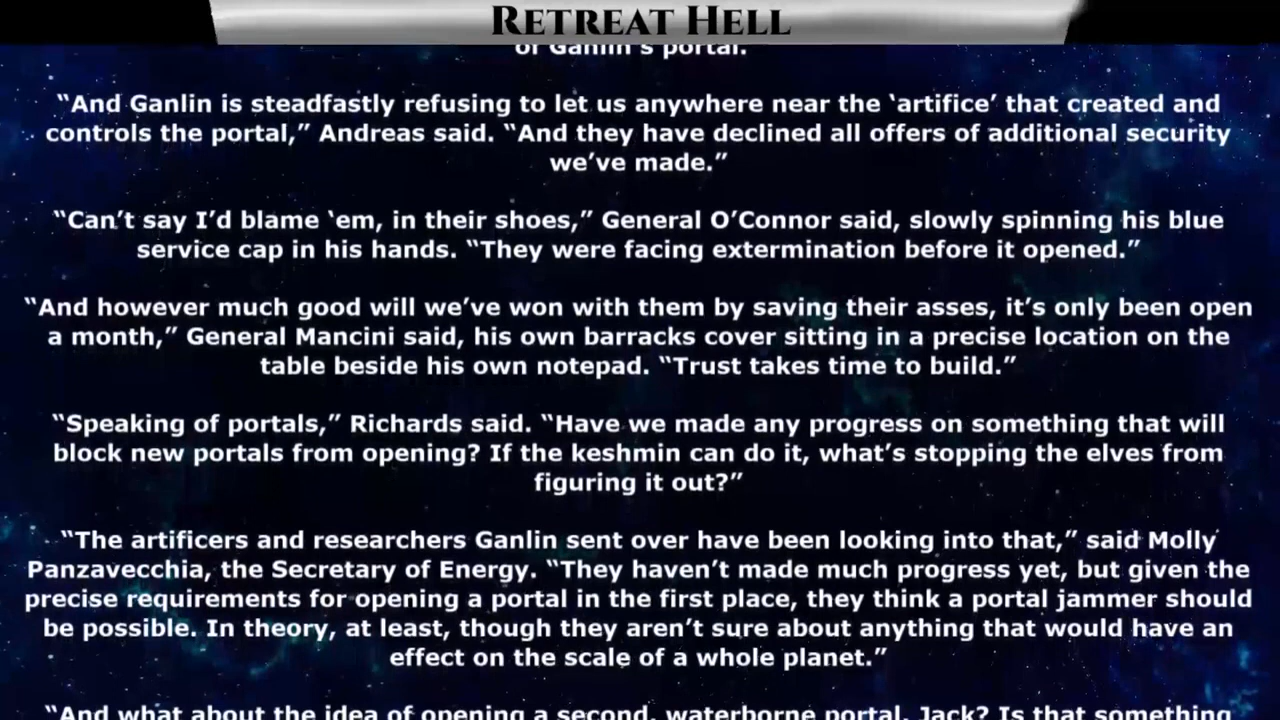 Retreat Hell
of Ganlin's portal.
“And Ganlin is steadfastly refusing to let us anywhere near the ‘artifice’ that created and
controls the portal,” Andreas said. “And they have declined all offers of additional security
we’ve made.”
“Can’t say I’d blame ‘em, in their shoes,” General O’Connor said, slowly spinning his blue
service cap in his hands. “They were facing extermination before it opened.”
“And however much good will we’ve won with them by saving their asses, it’s only been open
a month,” General Mancini said, his own barracks cover sitting in a precise location on the
table beside his own notepad. “Trust takes time to build.”
“Speaking of portals,” Richards said. “Have we made any progress on something that will
block new portals from opening? If the keshmin can do it, what’s stopping the elves from
figuring it out?”
“The artificers and researchers Ganlin sent over have been looking into that,” said Molly
Panzavecchia, the Secretary of Energy. “They haven’t made much progress yet, but given the
precise requirements for opening a portal in the first place, they think a portal jammer should
be possible. In theory, at least, though they aren’t sure about anything that would have an
effect on the scale of a whole planet.”
“And what about the idea of opening a second, waterborne portal, Jack? Is that something